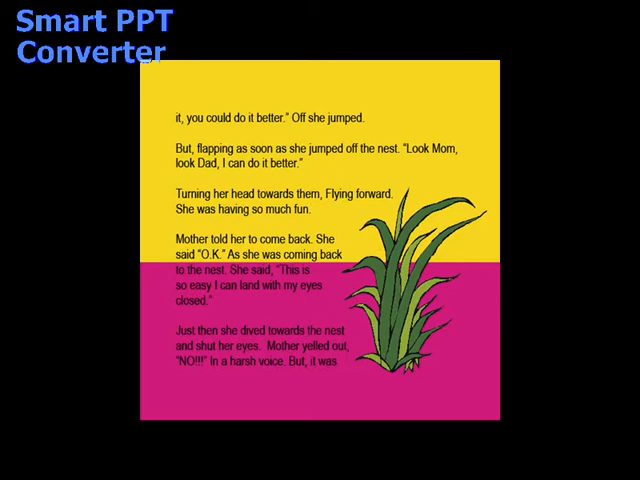 Smart PPT
Converter
it, you could do it better.” Off she jumped.
But, flapping as soon as she jumped off the nest. “Look Mom,
look Dad, I can do it better.”
Turning her head towards them, Flying forward.
She was having so much fun.
Mother told her to come back. She
said “O.K.” As she was coming back
to the nest. She said, “This is
so easy I can land with my eyes
closed.”
Just then she dived towards the nest
and shut her eyes.  Mother yelled out,
“NO!!!” In a harsh voice. But, it was